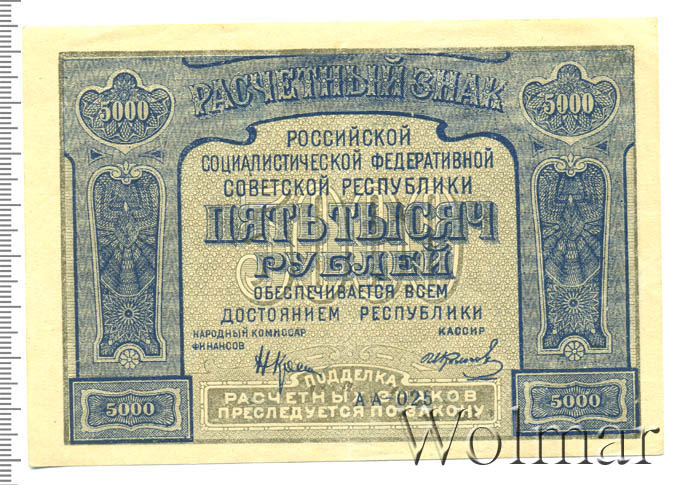 РАСЧЕТНЫЙ ЗНАК
5000 5000
РОССИЙСКОЙ
СОЦИАЛИСТИЧЕСКОЙ ФЕДЕРАТИВНОЙ
СОВЕТСКОЙ РЕСПУБЛИКИ
5000
ПЯТЬ ТЫСЯЧ
РУБЛЕЙ
ОБЕСПЕЧИВАЕТСЯ ВСЕМ
ДОСТОЯНИЕМ РЕСПУБЛИКИ
НАРОДНЫЙ КОМИССАР
ФИНАНСОВ
КАССИР
ПОДДЕЛКА
РАСЧЕТНЫХ ЗНАКОВ
ПРЕСЛЕДУЕТСЯ ПО ЗАКОНУ
АА-025
5000 5000
Wolmar